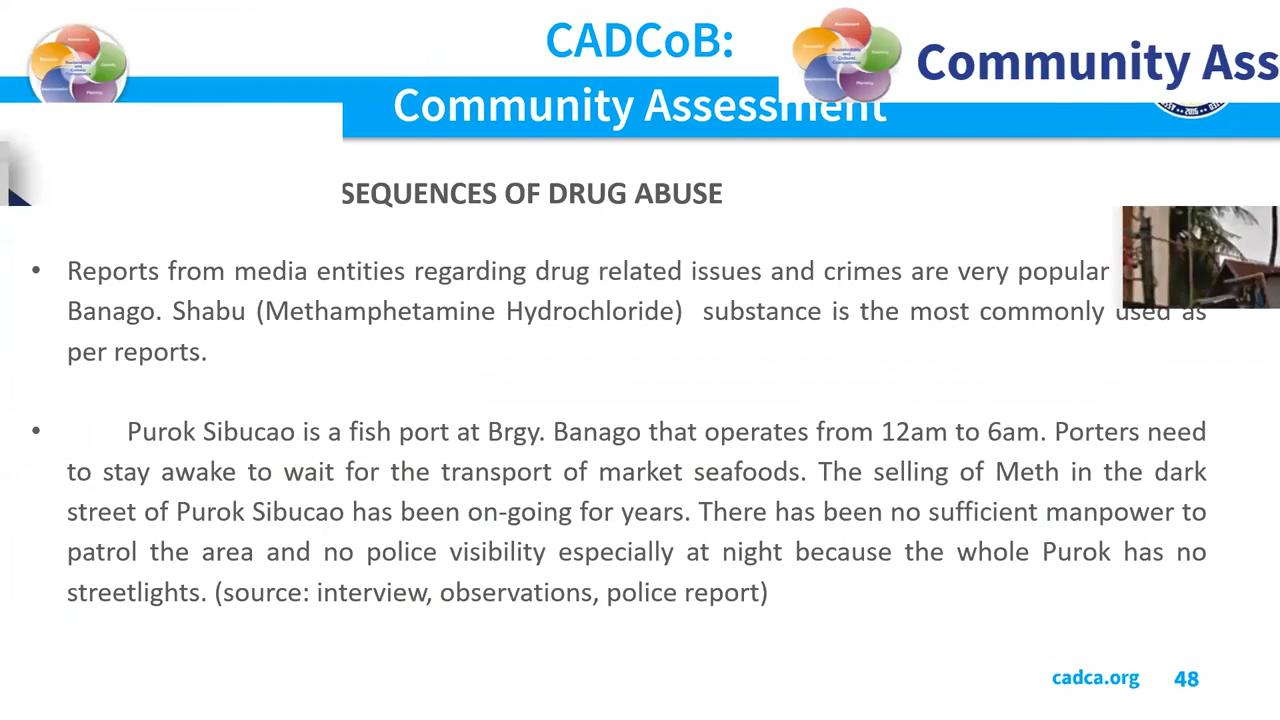 CADCoB:
Community Ass
Community Assessment
2016
SEQUENCES OF DRUG ABUSE
• Reports from media entities regarding drug related issues and crimes are very popular
Banago. Shabu (Methamphetamine Hydrochloride) substance is the most commonly used as
per reports.
• Purok Sibucao is a fish port at Brgy. Banago that operates from 12am to 6am. Porters need
to stay awake to wait for the transport of market seafoods. The selling of Meth in the dark
street of Purok Sibucao has been on-going for years. There has been no sufficient manpower to
patrol the area and no police visibility especially at night because the whole Purok has no
streetlights. (source: interview, observations, police report)
cadca.org 48